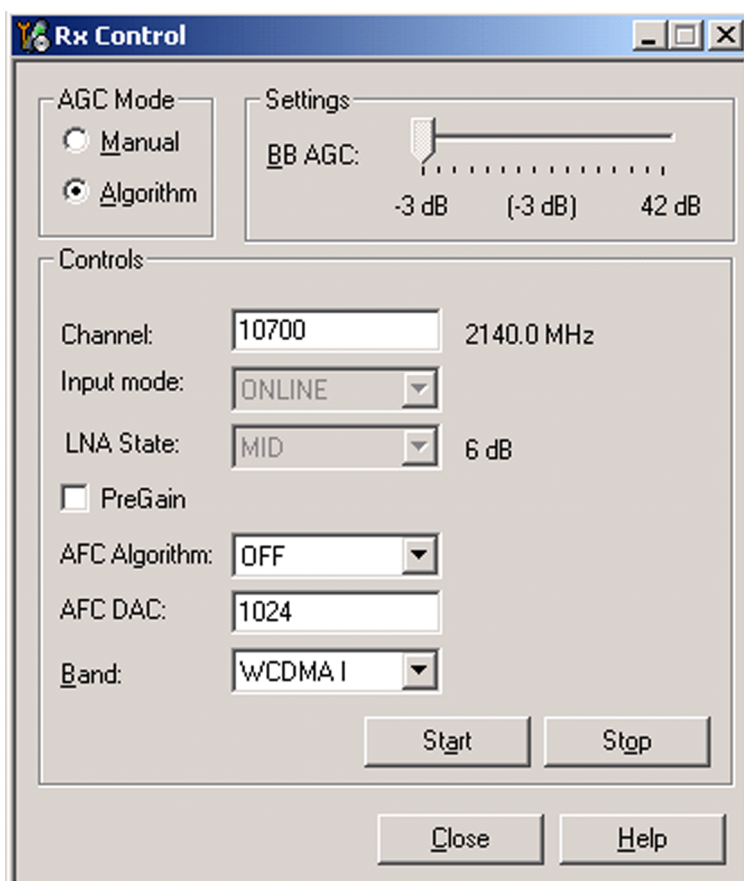 Rx Control
AGC Mode
Manual
Algorithm
Settings
BB AGC:
-3 dB (-3 dB) 42 dB
Controls
Channel: 10700 2140.0 MHz
Input mode: ONLINE
LNA State: MID 6 dB
PreGain
AFC Algorithm: OFF
AFC DAC: 1024
Band: WCDMA I
Start Stop
Close Help